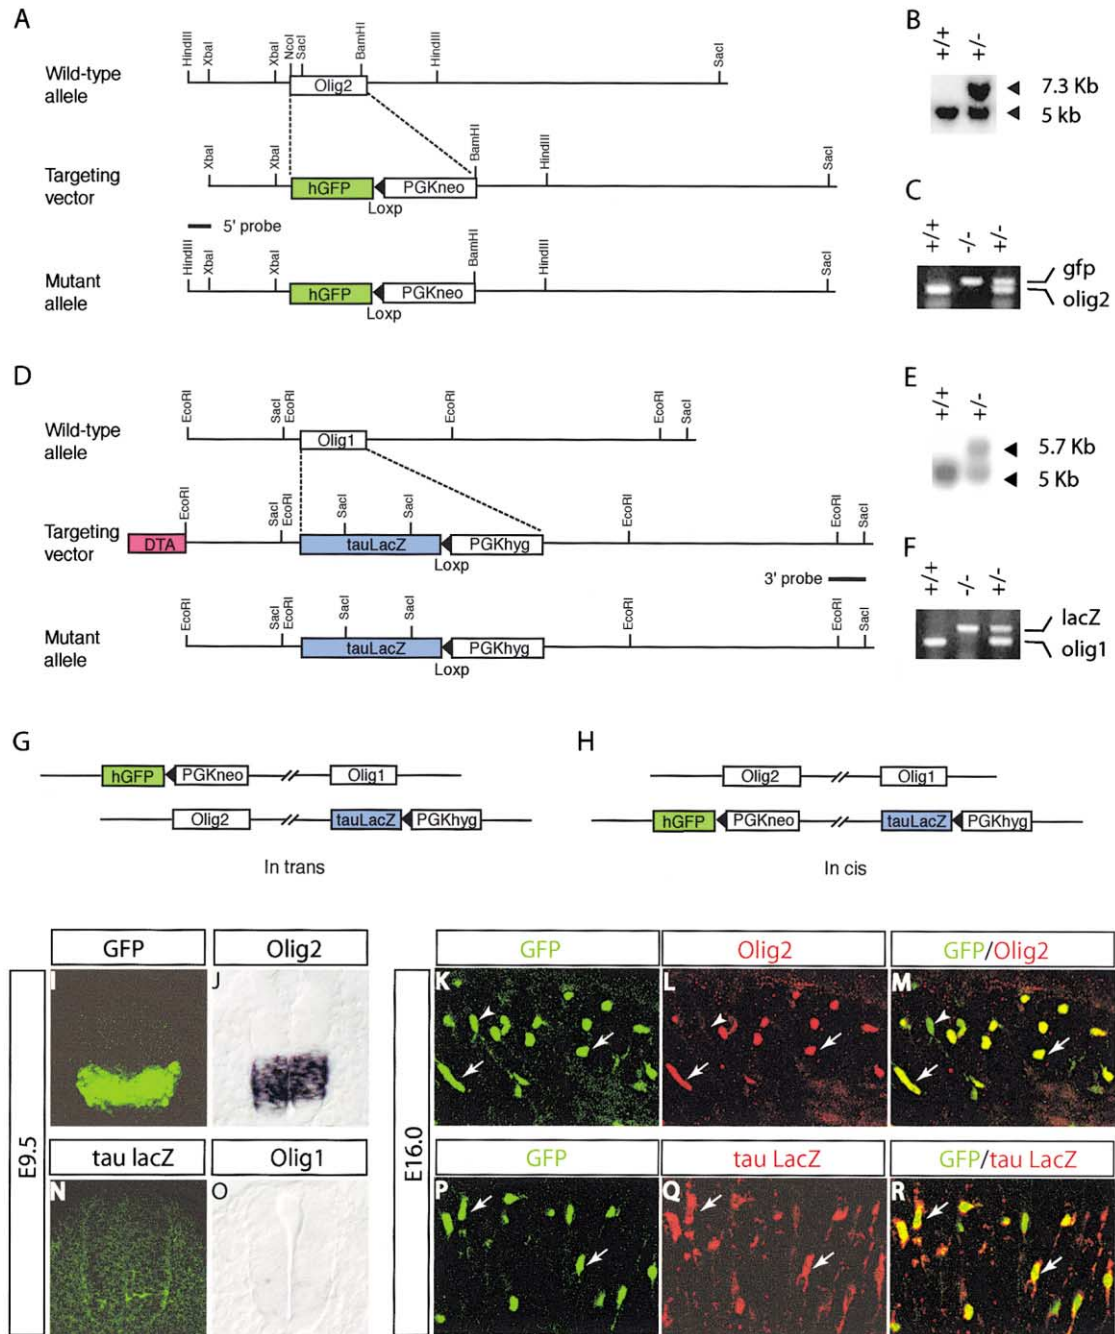 A
HindIII
XbaI
XbaI
NcoI
SacI
BamHI
HindIII
SacI
Wild-type
allele
Olig2
XbaI
XbaI
BamHI
HindIII
SacI
Targeting
vector
hGFP
PGKneo
Loxp
5' probe
HindIII
XbaI
XbaI
BamHI
HindIII
SacI
Mutant
allele
hGFP
PGKneo
Loxp
B
+/+
+/-
7.3 Kb
5 kb
C
+/+
-/-
+/-
gfp
olig2
D
EcoRI
SacI
EcoRI
EcoRI
EcoRI
SacI
Wild-type
allele
Olig1
EcoRI
SacI
EcoRI
SacI
SacI
EcoRI
EcoRI
SacI
Targeting
vector
DTA
tauLacZ
PGKhyg
Loxp
3' probe
EcoRI
SacI
EcoRI
SacI
SacI
EcoRI
EcoRI
SacI
Mutant
allele
tauLacZ
PGKhyg
Loxp
E
+/+
+/-
5.7 Kb
5 Kb
F
+/+
-/-
+/-
lacZ
olig1
G
hGFP
PGKneo
Olig1
Olig2
tauLacZ
PGKhyg
In trans
H
Olig2
Olig1
hGFP
PGKneo
tauLacZ
PGKhyg
In cis
E9.5
GFP
Olig2
I
J
tau lacZ
Olig1
N
O
E16.0
GFP
Olig2
GFP/Olig2
K
L
M
GFP
tau LacZ
GFP/tau LacZ
P
Q
R